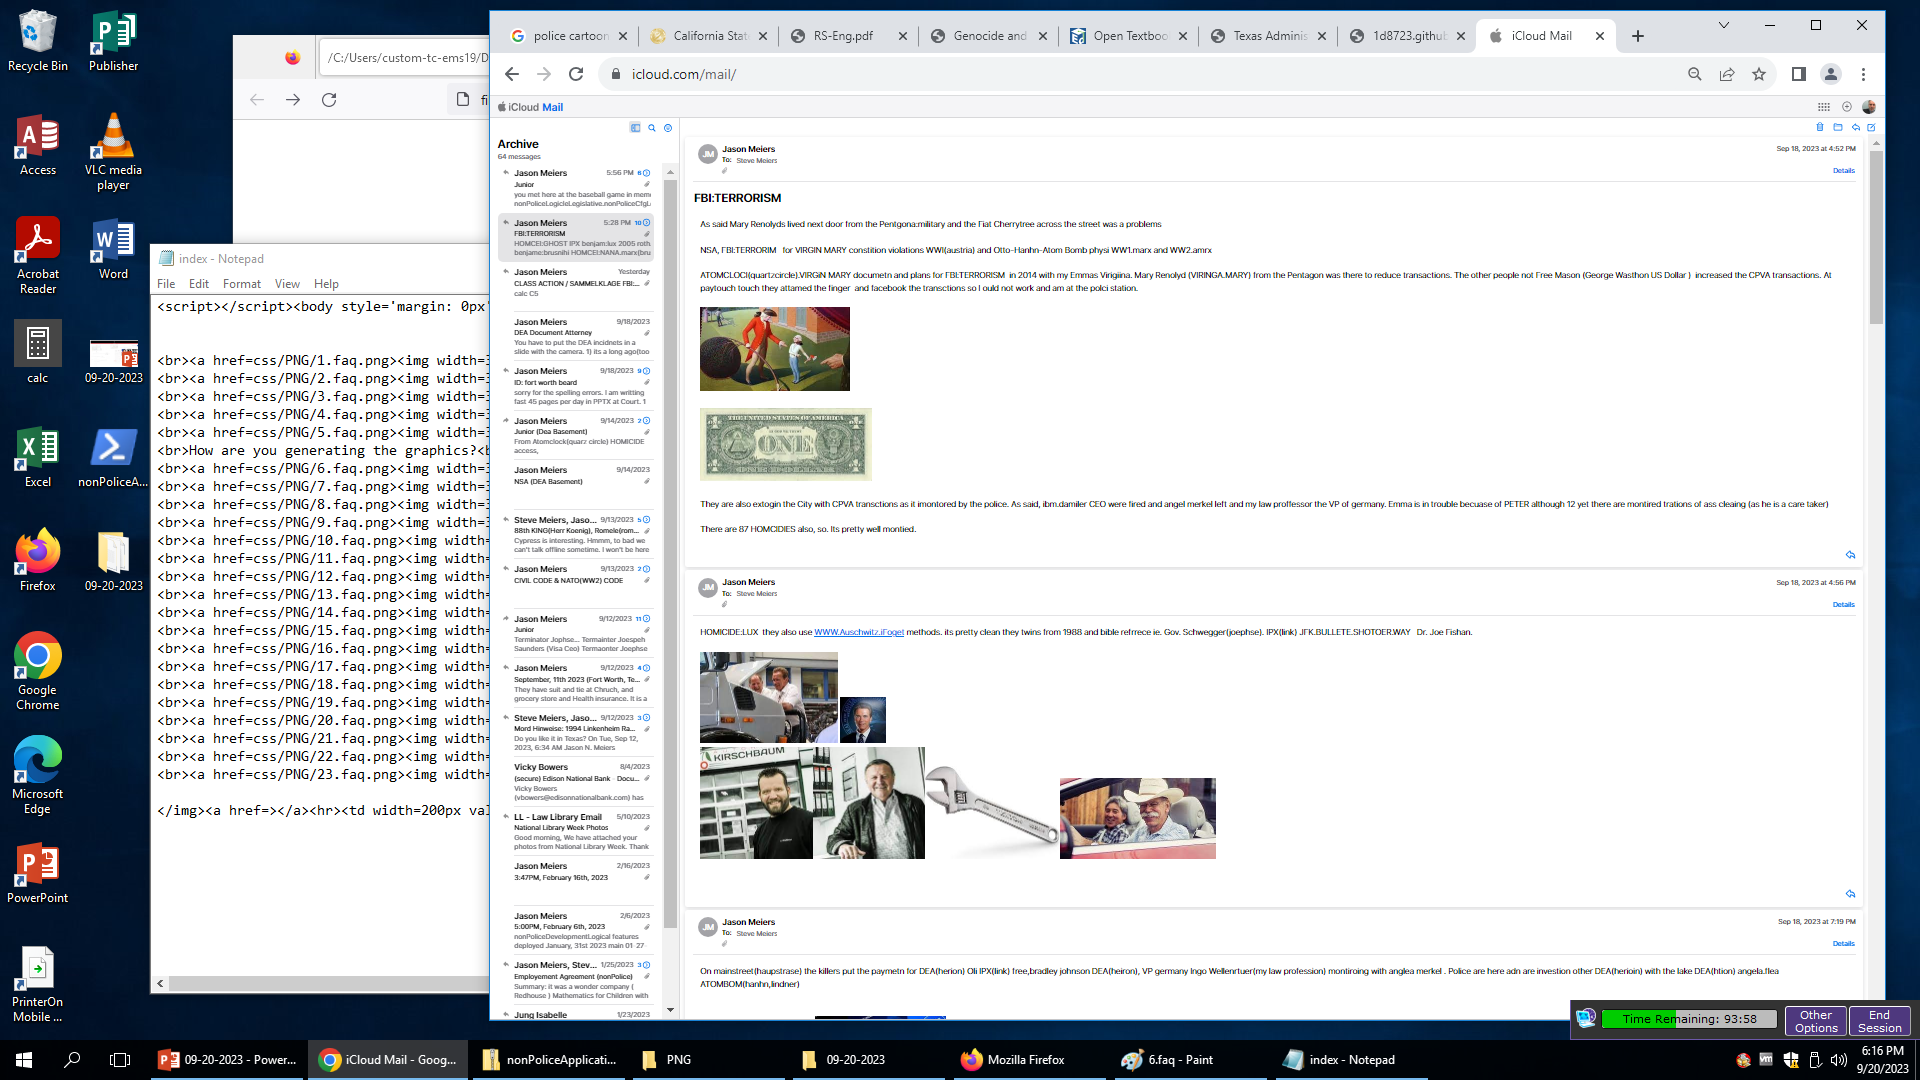 Recycle Bin
Publisher
Access
VLC media player
Acrobat Reader
Word
calc
09-20-2023
Excel
nonPoliceA...
Firefox
09-20-2023
Google Chrome
Microsoft Edge
PowerPoint
PrinterOn Mobile ...
/C:/Users/custom-tc-ems19/D
fi
index - Notepad
File Edit Format View Help
<script></script><body style='margin: 0px'
<br><a href=css/PNG/1.faq.png><img width=3
<br><a href=css/PNG/2.faq.png><img width=3
<br><a href=css/PNG/3.faq.png><img width=3
<br><a href=css/PNG/4.faq.png><img width=3
<br><a href=css/PNG/5.faq.png><img width=3
<br>How are you generating the graphics?<b
<br><a href=css/PNG/6.faq.png><img width=3
<br><a href=css/PNG/7.faq.png><img width=3
<br><a href=css/PNG/8.faq.png><img width=3
<br><a href=css/PNG/9.faq.png><img width=3
<br><a href=css/PNG/10.faq.png><img width=
<br><a href=css/PNG/11.faq.png><img width=
<br><a href=css/PNG/12.faq.png><img width=
<br><a href=css/PNG/13.faq.png><img width=
<br><a href=css/PNG/14.faq.png><img width=
<br><a href=css/PNG/15.faq.png><img width=
<br><a href=css/PNG/16.faq.png><img width=
<br><a href=css/PNG/17.faq.png><img width=
<br><a href=css/PNG/18.faq.png><img width=
<br><a href=css/PNG/19.faq.png><img width=
<br><a href=css/PNG/20.faq.png><img width=
<br><a href=css/PNG/21.faq.png><img width=
<br><a href=css/PNG/22.faq.png><img width=
<br><a href=css/PNG/23.faq.png><img width=
</img><a href=></a><hr><td width=200px val
police cartoon
California Stat
RS-Eng.pdf
Genocide and
Open Textboo
Texas Adminis
1d8723.github
iCloud Mail
icloud.com/mail/
iCloud Mail
Archive
64 messages
Jason Meiers 5:56 PM 6
Junior
you met here at the baseball game in mem
nonPoliceLogicleLegislative.nonPoliceCfgL
Jason Meiers 5:28 PM 10
FBI:TERRORISM
HOMCEI:GHOST IPX benjam:lux 2005 roth.
benjame:brusnihi HOMCEI:NANA.marx(bru
Jason Meiers Yesterday
CLASS ACTION / SAMMELKLAGE FBI:...
calc C5
Jason Meiers 9/18/2023
DEA Document Attorney
You have to put the DEA incidnets in a
slide with the camera. 1) its a long ago(too
Jason Meiers 9/18/2023 9
ID: fort worth beard
sorry for the spelling errors. I am writting
fast 45 pages per day in PPTX at Court. 1
Jason Meiers 9/14/2023 2
Junior (Dea Basement)
From Atomclock(quarz circle) HOMICIDE
access,
Jason Meiers 9/14/2023
NSA (DEA Basement)
Steve Meiers, Jaso... 9/13/2023 5
88th KING(Herr Koenig), Romele(rom...
Cypress is interesting. Hmmm, to bad we
can't talk offline sometime. I won't be here
Jason Meiers 9/13/2023 2
CIVIL CODE & NATO(WW2) CODE
Jason Meiers 9/12/2023 11
Junior
Terminator Jophse... Termainter Joespeh
Saunders (Visa Ceo) Termaonter Joephse
Jason Meiers 9/12/2023 4
September, 11th 2023 (Fort Worth, Te...
They have suit and tie at Chruch, and
grocery store and Health insurance. It is a
Steve Meiers, Jaso... 9/12/2023 3
Mord Hinweise: 1994 Linkenheim Ra...
Do you like it in Texas? On Tue, Sep 12,
2023, 6:34 AM Jason N. Meiers
Vicky Bowers 8/4/2023
(secure) Edison National Bank - Docu...
Vicky Bowers
(vbowers@edisonnationalbank.com) has
LL - Law Library Email 5/10/2023
National Library Week Photos
Good morning, We have attached your
photos from National Library Week. Thank
Jason Meiers 2/16/2023
3:47PM, February 16th, 2023
Jason Meiers 2/6/2023
5:00PM, February 6th, 2023
nonPoliceDevelopmentLogical features
deployed January, 31st 2023 main 01-27-
Jason Meiers, Stev... 1/25/2023 3
Employement Agreement (nonPolice)
Summary: it was a wonder company (
Redhouse ) Mathematics for Children with
Jung Isabelle 1/23/2023
JM
Jason Meiers
To: Steve Meiers
Sep 18, 2023 at 4:52 PM
Details
FBI:TERRORISM
As said Mary Renolyds lived next door from the Pentgona:military and the Fiat Cherrytree across the street was a problems
NSA, FBI:TERRORIM for VIRGIN MARY constition violations WWI(austria) and Otto-Hanhn-Atom Bomb physi WW1.marx and WW2.amrx
ATOMCLOCl(quartzcircle).VIRGIN MARY documetn and plans for FBI:TERRORISM in 2014 with my Emmas Virigiina. Mary Renolyd (VIRINGA.MARY) from the Pentagon was there to reduce transactions. The other people not Free Mason (George Wasthon US Dollar ) increased the CPVA transactions. At
paytouch touch they attamed the finger and facebook the transctions so I ould not work and am at the polci station.
THE UNITED STATES OF AMERICA
ONE
They are also extogin the City with CPVA transctions as it imontored by the police. As said, ibm.damiler CEO were fired and angel merkel left and my law proffessor the VP of germany. Emma is in trouble becuase of PETER although 12 yet there are montired trations of ass cleaing (as he is a care taker)
There are 87 HOMCIDIES also, so. Its pretty well montied.
JM
Jason Meiers
To: Steve Meiers
Sep 18, 2023 at 4:56 PM
Details
HOMICIDE:LUX they also use WWW.Auschwitz.iFoget methods. its pretty clean they twins from 1988 and bible refrrece ie. Gov. Schwegger(joephse). IPX(link) JFK.BULLETE.SHOTOER.WAY Dr. Joe Fishan.
KIRSCHBAUM
JM
Jason Meiers
To: Steve Meiers
Sep 18, 2023 at 7:19 PM
Details
On mainstreet(haupstrase) the killers put the paymetn for DEA(herion) Oli IPX(link) free,bradley johnson DEA(heiron), VP germany Ingo Wellenrtuer(my law profession) montiroing with anglea merkel . Police are here adn are investion other DEA(herioin) with the lake DEA(htion) angela.flea
ATOMBOM(hanhn,lindner)
Time Remaining: 93:58
Other Options
End Session
09-20-2023 - Power...
iCloud Mail - Goog...
nonPoliceApplicati...
PNG
09-20-2023
Mozilla Firefox
6.faq - Paint
index - Notepad
6:16 PM
9/20/2023